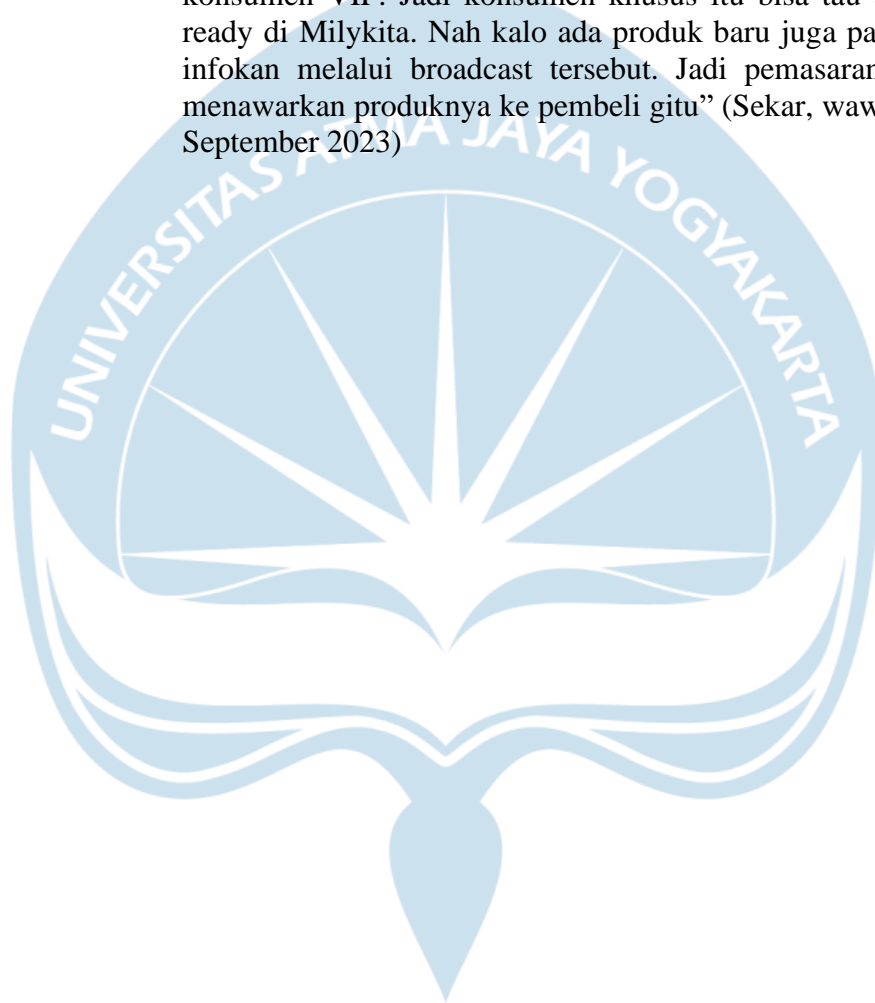 konsumen VIP. Jadi konsumen khusus itu bisa tau
ready di Milykita. Nah kalo ada produk baru juga pa
infokan melalui broadcast tersebut. Jadi pemasaran
menawarkan produknya ke pembeli gitu” (Sekar, waw
September 2023)
UNIVERSITAS ATMA JAYA YOGYAKARTA